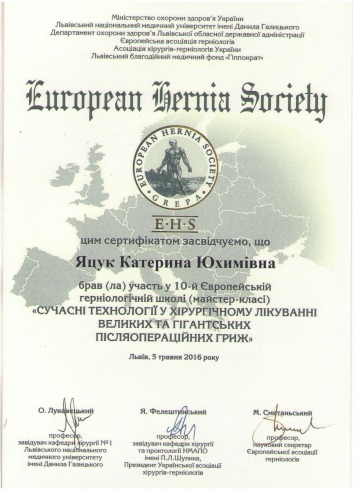 Міністерство охорони здоров'я України
Львівський національний медичний університет імені Данила Галицького
Департамент охорони здоров'я Львівської обласної державної адміністрації
Європейська асоціація герніологів
Асоціація хірургів-герніологів України
Львівський благодійний медичний фонд «Гіппократ»
European Hernia Society
EUROPEAN HERNIA SOCIETY
GREPA
E·H·S
цим сертифікатом засвідчуємо, що
Яцук Катерина Юхимівна
брав (ла) участь у 10-й Європейській
герніологічній школі (майстер-класі)
«СУЧАСНІ ТЕХНОЛОГІЇ У ХІРУРГІЧНОМУ ЛІКУВАННІ
ВЕЛИКИХ ТА ГІГАНТСЬКИХ
ПІСЛЯОПЕРАЦІЙНИХ ГРИЖ»
Львів, 5 травня 2016 року
О. Лукавецький
професор,
завідувач кафедри хірургії №1
Львівського національного
медичного університету
імені Данила Галицького
Я. Фелештинський
професор,
завідувач кафедри хірургії
та проктології НМАПО
імені П.Л.Шупика,
Президент Української асоціації
хірургів-герніологів
М. Сметанський
професор,
науковий секретар
Європейської асоціації
герніологів